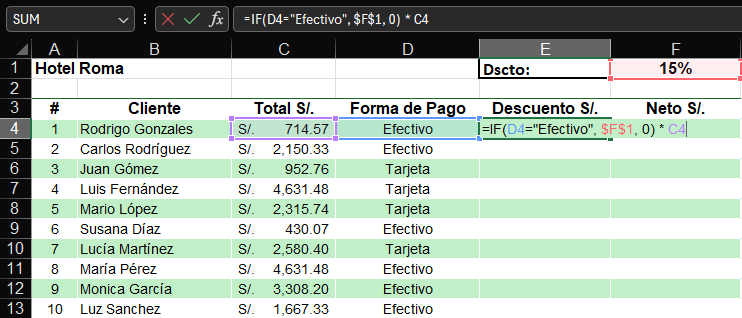 SUM =IF(D4="Efectivo", $F$1, 0) * C4
A B C D E F
1 Hotel Roma Dscto: 15%
2
3 # Cliente Total S/. Forma de Pago Descuento S/. Neto S/.
4 1 Rodrigo Gonzales S/. 714.57 Efectivo =IF(D4="Efectivo", $F$1, 0) * C4
5 2 Carlos Rodríguez S/. 2,150.33 Efectivo
6 3 Juan Gómez S/. 952.76 Tarjeta
7 4 Luis Fernández S/. 4,631.48 Tarjeta
8 5 Mario López S/. 2,315.74 Tarjeta
9 6 Susana Díaz S/. 430.07 Efectivo
10 7 Lucía Martínez S/. 2,580.40 Tarjeta
11 8 María Pérez S/. 4,631.48 Efectivo
12 9 Monica García S/. 3,308.20 Efectivo
13 10 Luz Sanchez S/. 1,667.33 Efectivo